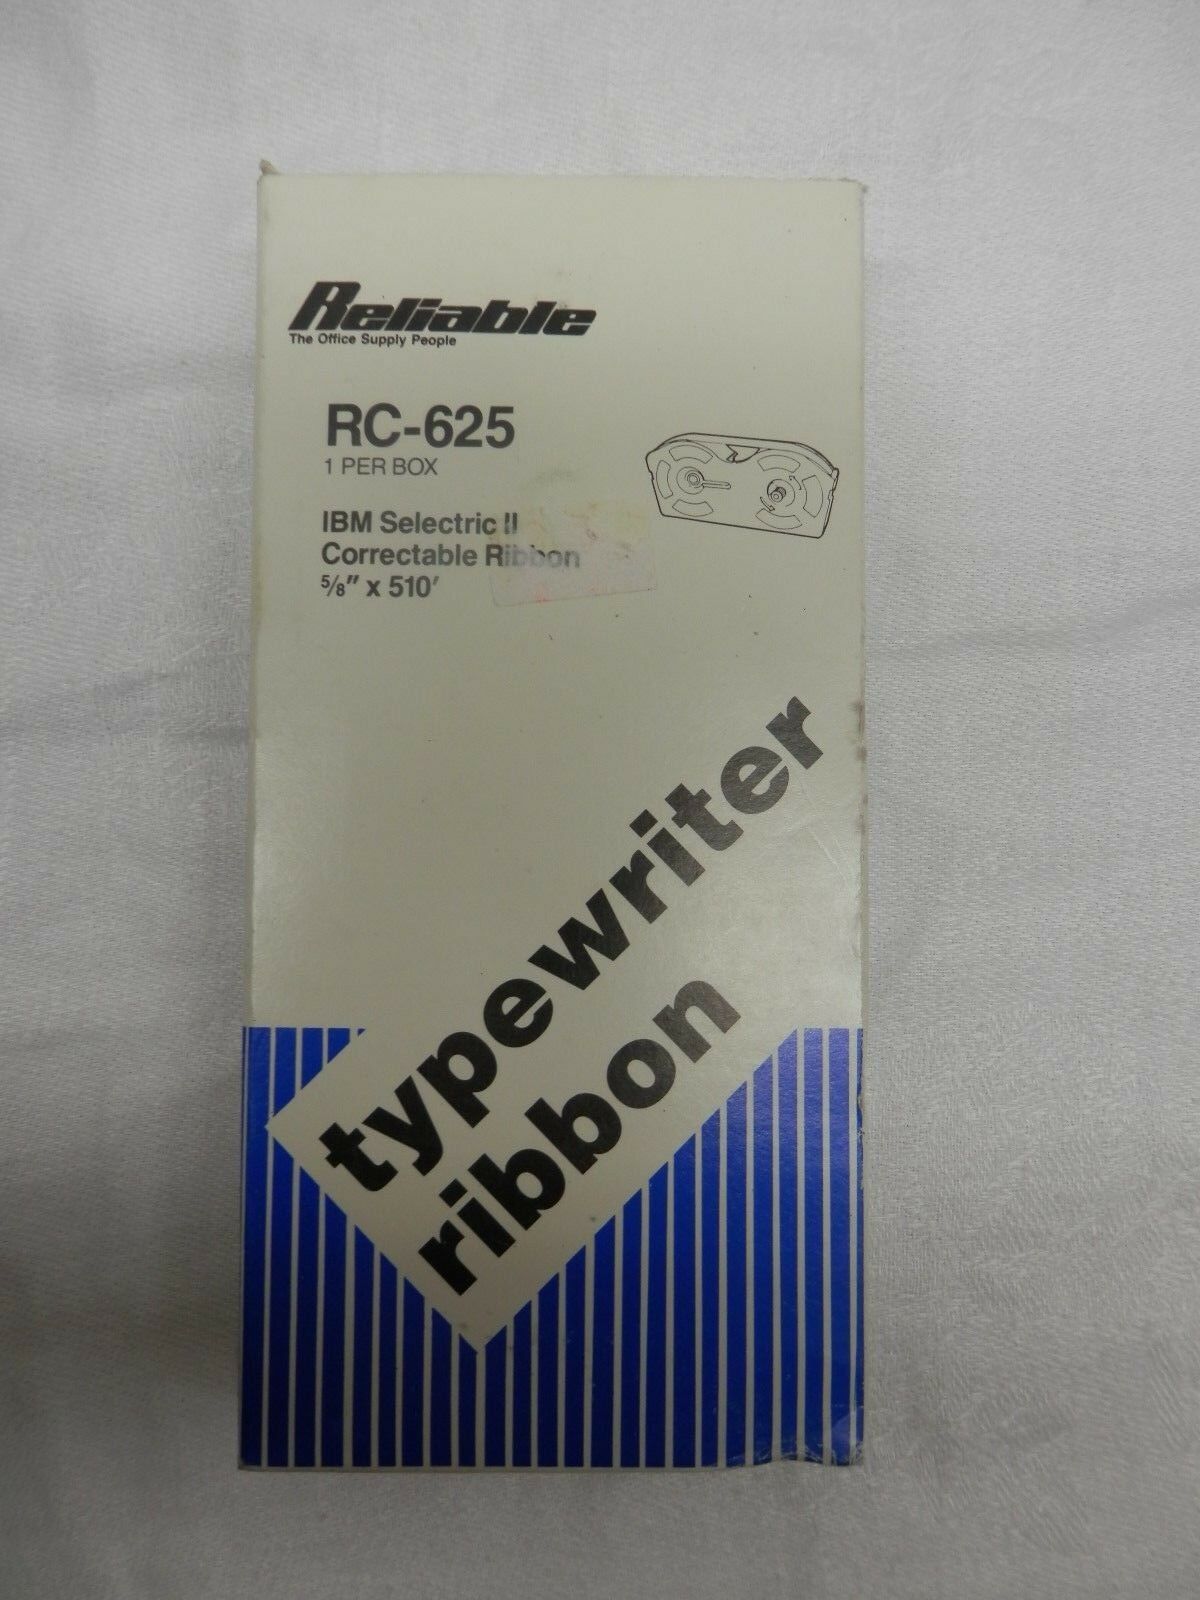 Reliable
The Office Supply People
RC-625
1 PER BOX
IBM Selectric II
Correctable Ribbon
5/8" x 510'
typewriter
ribbon